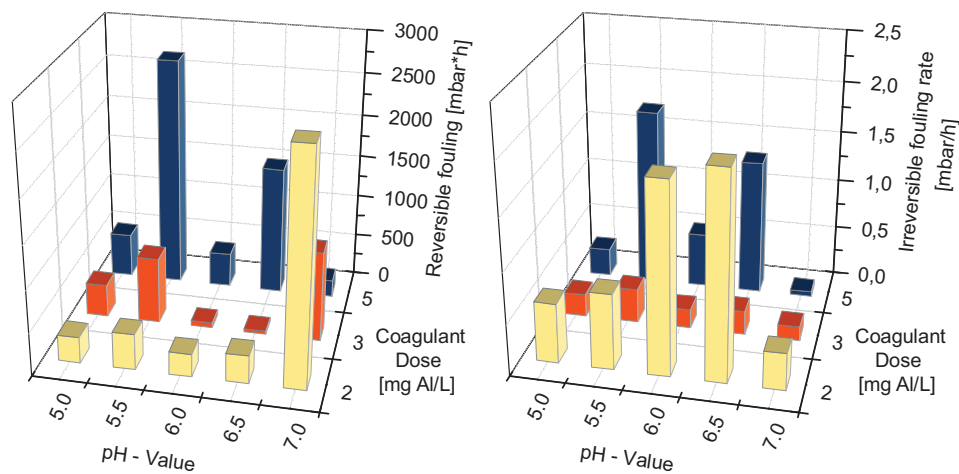 3000
2500
2000
1500
1000
500
0
Reversible fouling [mbar*h]
5
3
2
Coagulant
Dose
[mg Al/L]
5.0
5.5
6.0
6.5
7.0
pH - Value
2,5
2,0
1,5
1,0
0,5
0,0
Irreversible fouling rate
[mbar/h]
5
3
2
Coagulant
Dose
[mg Al/L]
5.0
5.5
6.0
6.5
7.0
pH - Value